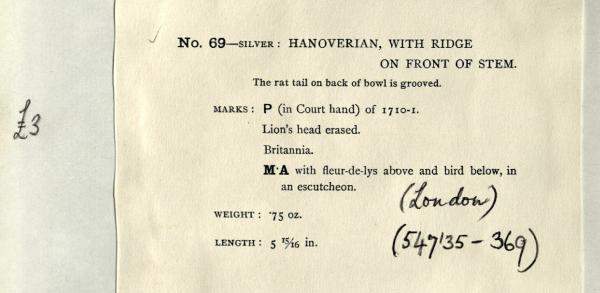 No. 69—SILVER: HANOVERIAN, WITH RIDGE
ON FRONT OF STEM.
The rat tail on back of bowl is grooved.
MARKS: P (in Court hand) of 1710-1.
Lion's head erased.
£3
Britannia.
M·A with fleur-de-lys above and bird below, in
an escutcheon.
(London)
WEIGHT: ·75 oz.
LENGTH: 5 15/16 in.
(547'35-369)